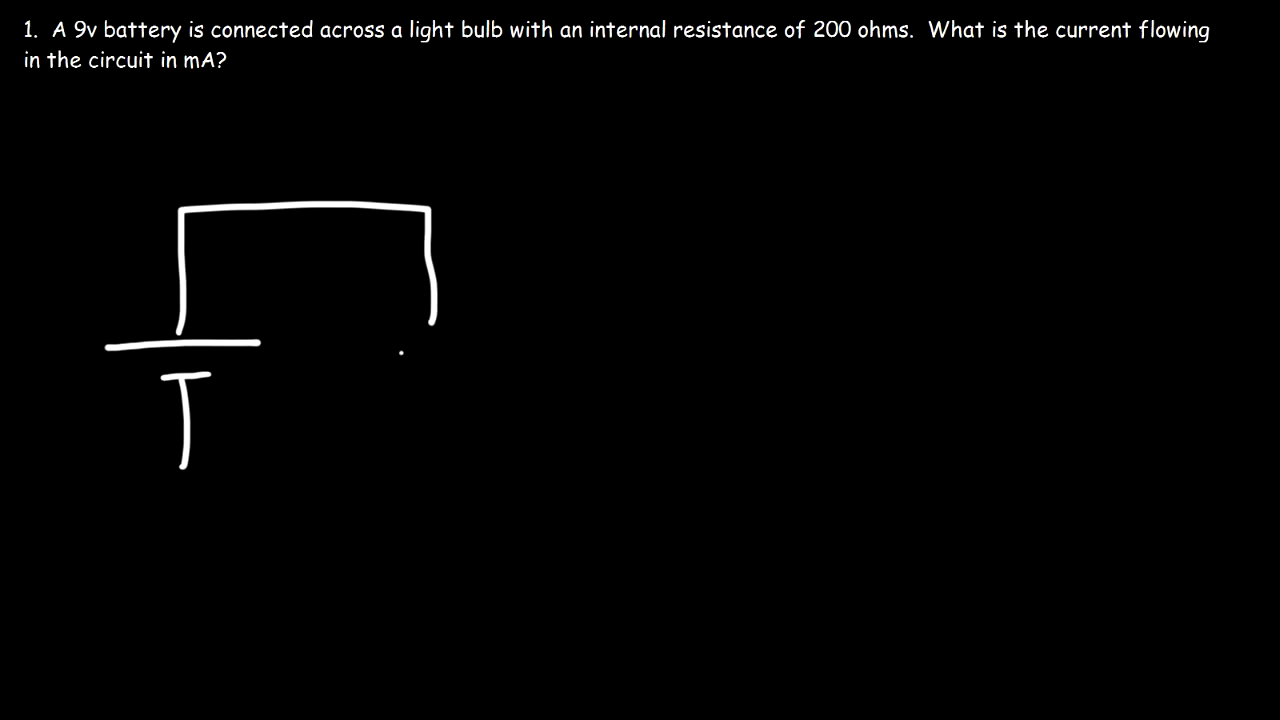 1. A 9v battery is connected across a light bulb with an internal resistance of 200 ohms. What is the current flowing
in the circuit in mA?